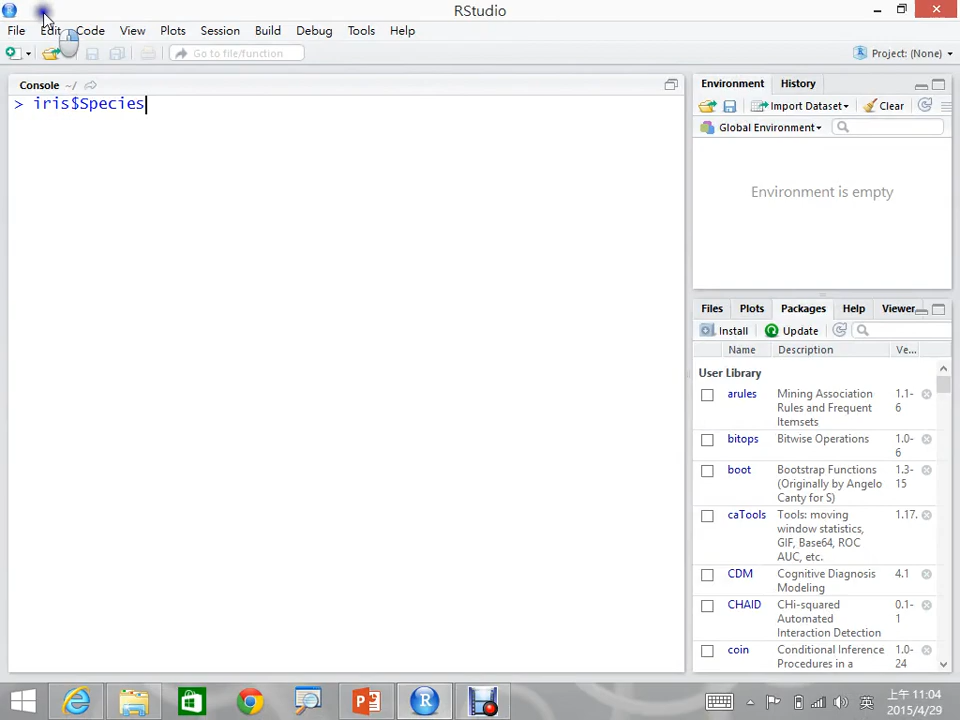 RStudio
File Edit Code View Plots Session Build Debug Tools Help
Go to file/function
Project: (None)
Console ~/
> iris$Species
Environment History
Import Dataset Clear
Global Environment
Environment is empty
Files Plots Packages Help Viewer
Install Update
Name Description Ve...
User Library
arules Mining Association 1.1-
Rules and Frequent 6
Itemsets
bitops Bitwise Operations 1.0-
6
boot Bootstrap Functions 1.3-
(Originally by Angelo 15
Canty for S)
caTools Tools: moving 1.17.
window statistics,
GIF, Base64, ROC
AUC, etc.
CDM Cognitive Diagnosis 4.1
Modeling
CHAID CHi-squared 0.1-
Automated 1
Interaction Detection
coin Conditional Inference 1.0-
Procedures in a 24
英
上午 11:04
2015/4/29